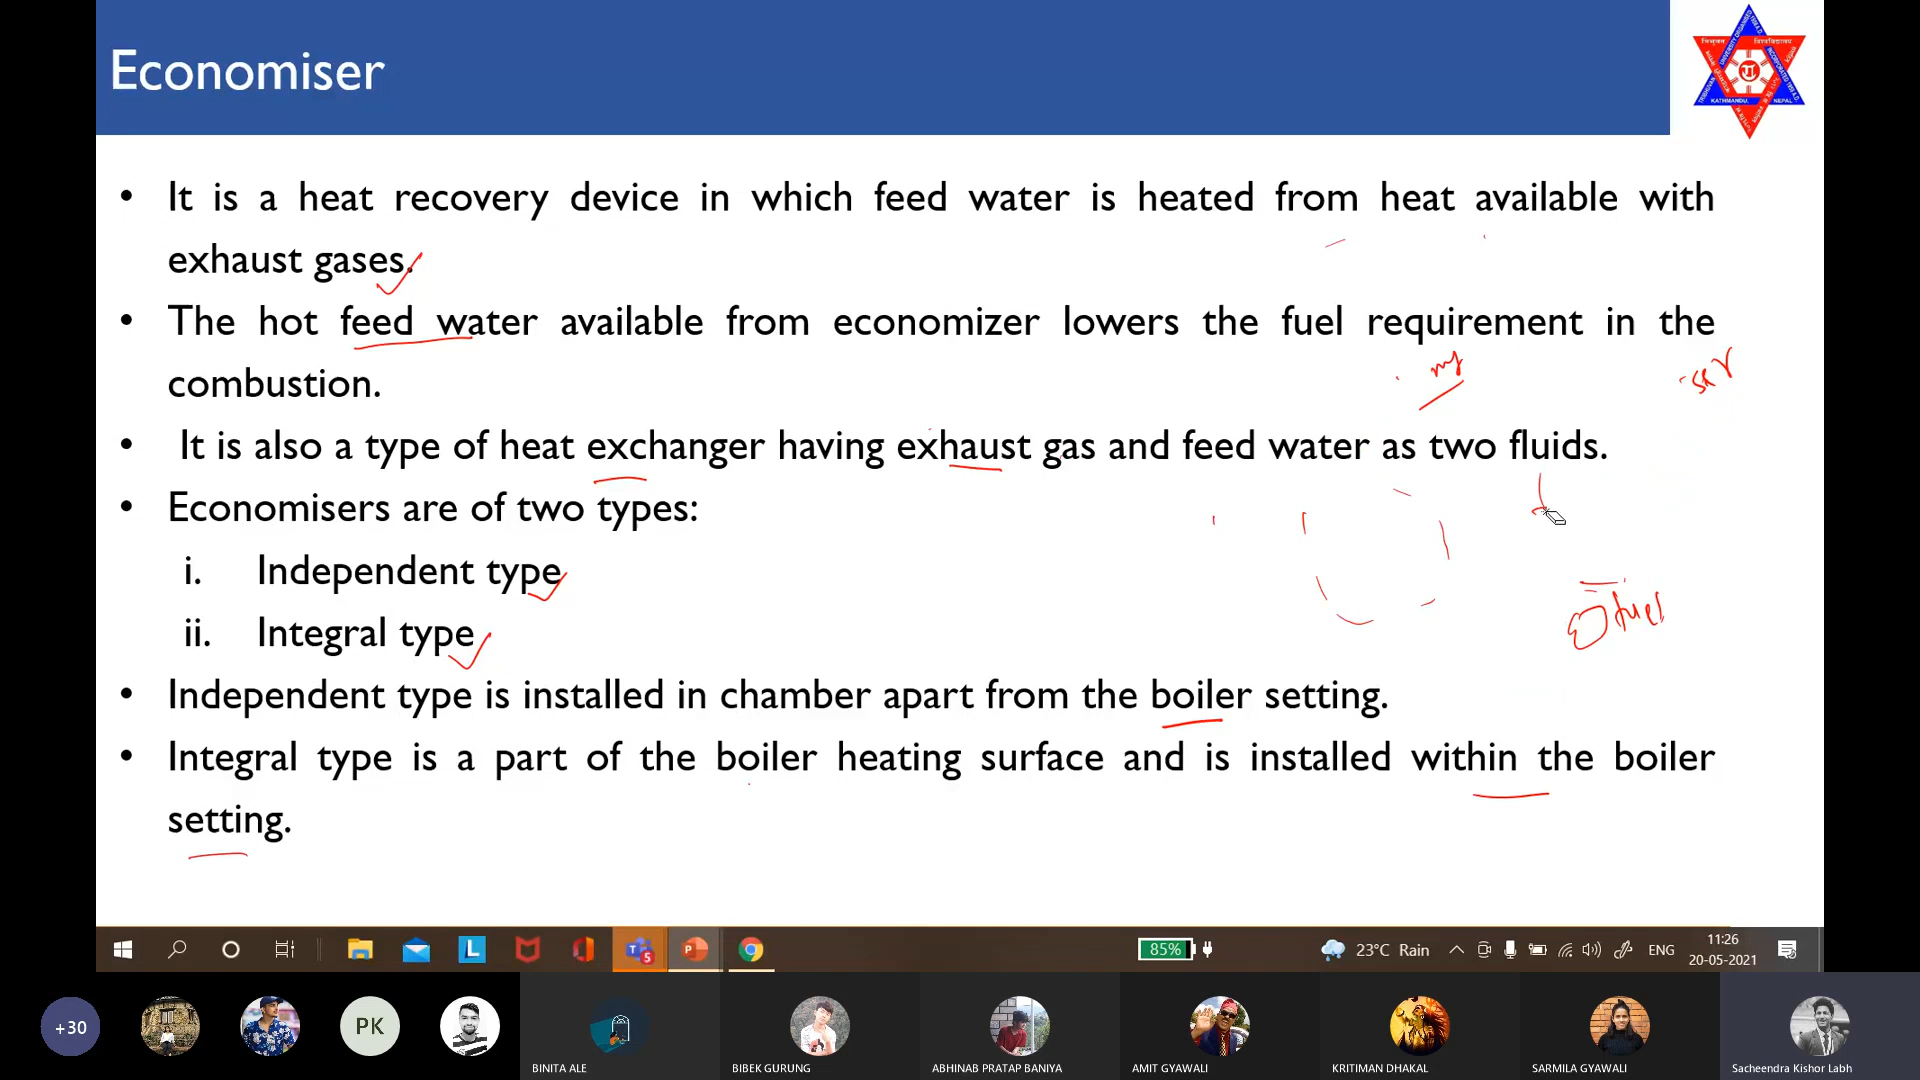 Economiser
• It is a heat recovery device in which feed water is heated from heat available with
exhaust gases.
• The hot feed water available from economizer lowers the fuel requirement in the
combustion.
• It is also a type of heat exchanger having exhaust gas and feed water as two fluids.
• Economisers are of two types:
i. Independent type
ii. Integral type
fuel
• Independent type is installed in chamber apart from the boiler setting.
• Integral type is a part of the boiler heating surface and is installed within the boiler
setting.
85%
23°C Rain
ENG
11:26
20-05-2021
+30
PK
BINITA ALE
BIBEK GURUNG
ABHINAB PRATAP BANIYA
AMIT GYAWALI
KRITIMAN DHAKAL
SARMILA GYAWALI
Sacheendra Kishor Labh